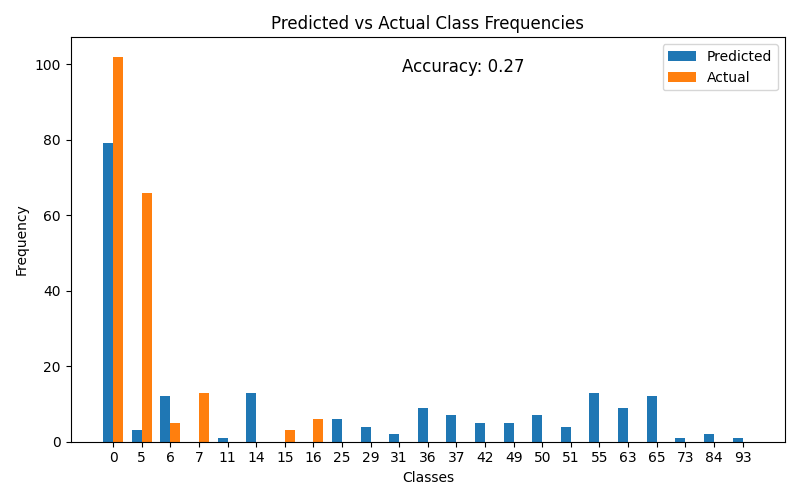 Predicted vs Actual Class Frequencies
Accuracy: 0.27
Predicted
Actual
Frequency
100
80
60
40
20
0
0 5 6 7 11 14 15 16 25 29 31 36 37 42 49 50 51 55 63 65 73 84 93
Classes